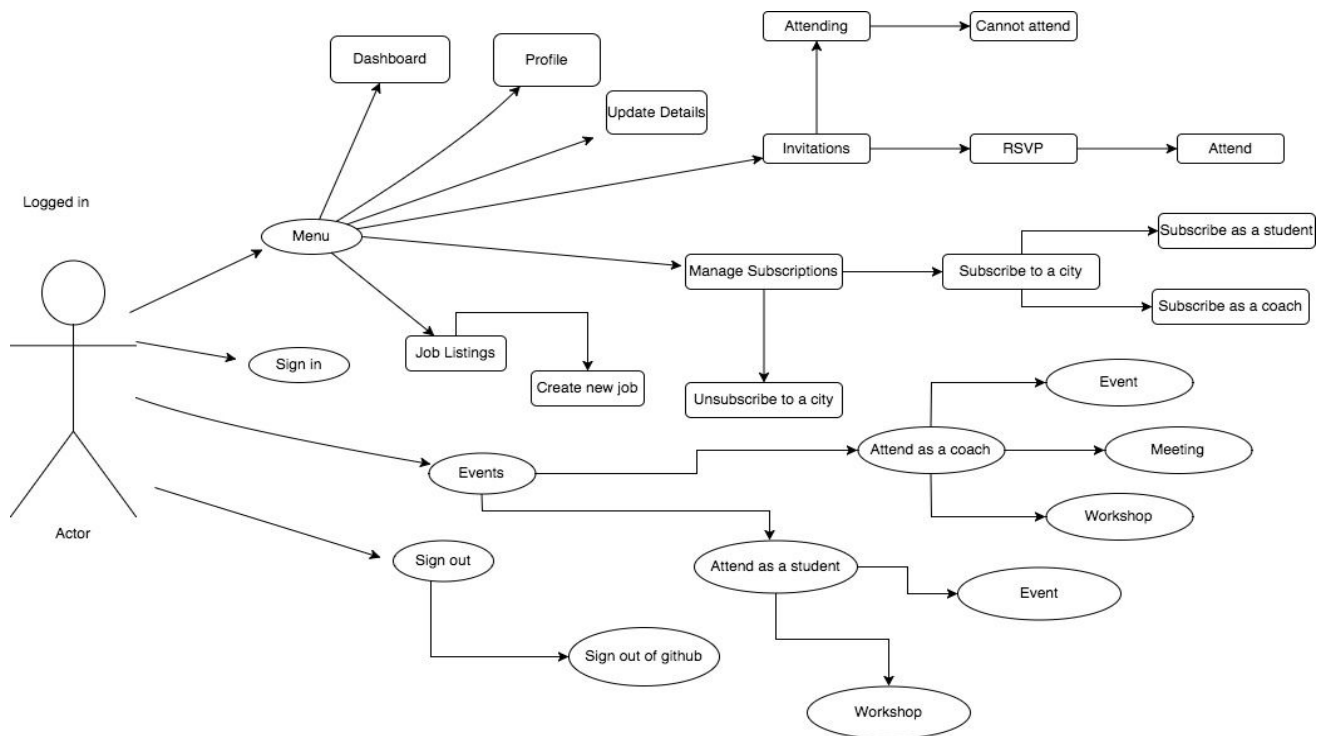 Attending
Cannot attend
Dashboard
Profile
Update Details
Invitations
RSVP
Attend
Logged in
Menu
Subscribe as a student
Manage Subscriptions
Subscribe to a city
Subscribe as a coach
Job Listings
Sign in
Create new job
Unsubscribe to a city
Event
Attend as a coach
Meeting
Events
Workshop
Actor
Sign out
Attend as a student
Event
Sign out of github
Workshop